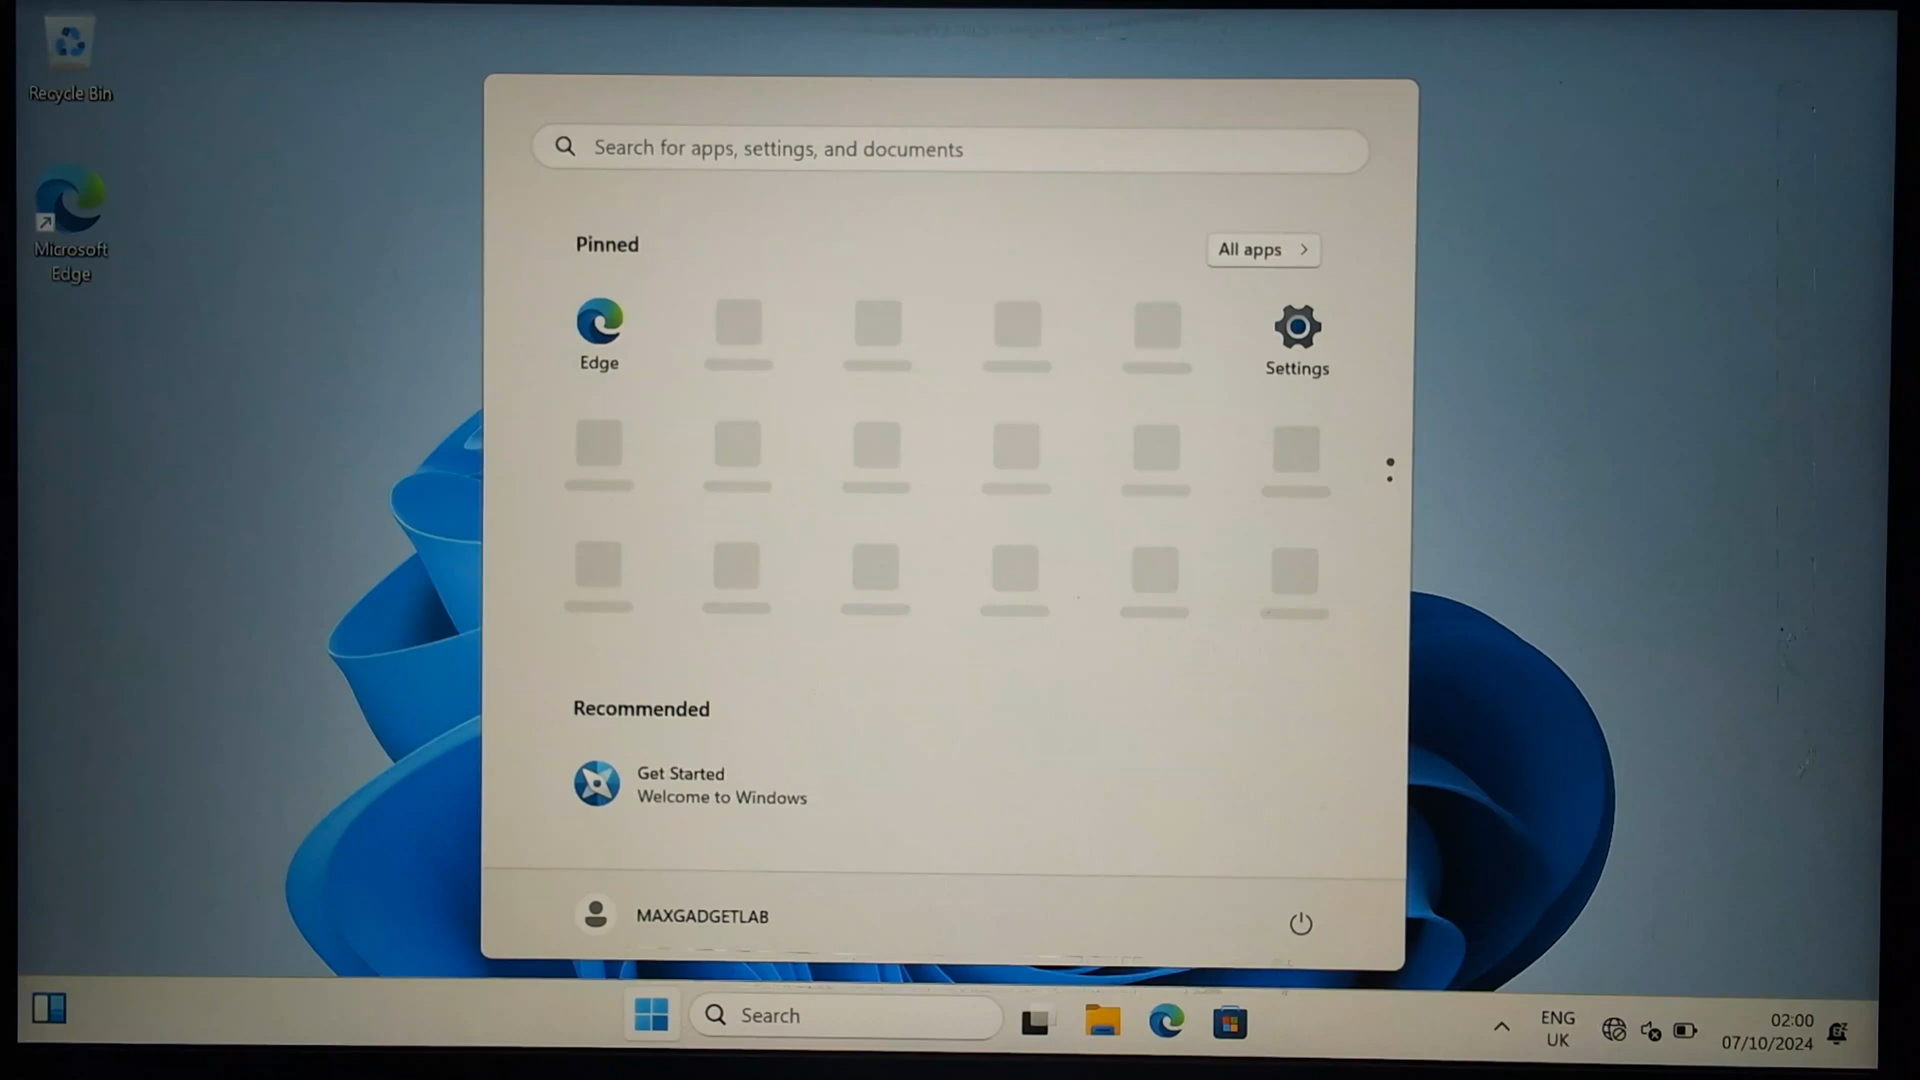 Recycle Bin
Microsoft
Edge
Search for apps, settings, and documents
Pinned
All apps
Edge
Settings
Recommended
Get Started
Welcome to Windows
MAXGADGETLAB
Search
ENG
UK
02:00
07/10/2024